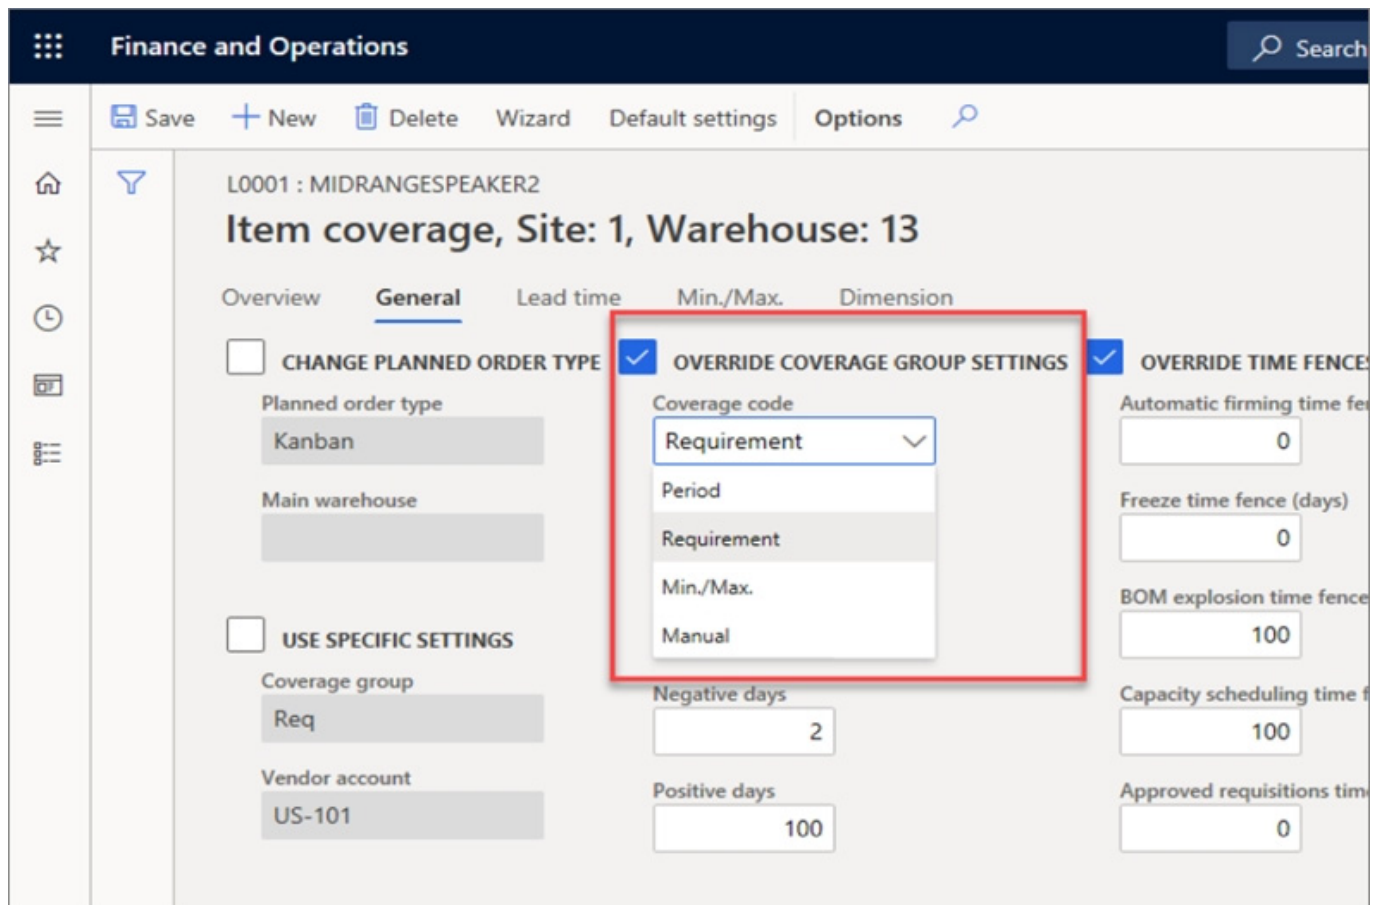 Finance and Operations
Search
Save
New
Delete
Wizard
Default settings
Options
L0001 : MIDRANGESPEAKER2
Item coverage, Site: 1, Warehouse: 13
Overview
General
Lead time
Min./Max.
Dimension
CHANGE PLANNED ORDER TYPE
Planned order type
Kanban
Main warehouse
USE SPECIFIC SETTINGS
Coverage group
Req
Vendor account
US-101
OVERRIDE COVERAGE GROUP SETTINGS
Coverage code
Requirement
Period
Requirement
Min./Max.
Manual
Negative days
2
Positive days
100
OVERRIDE TIME FENCES
Automatic firming time
0
Freeze time fence (days)
0
BOM explosion time fence
100
Capacity scheduling time
100
Approved requisitions
0